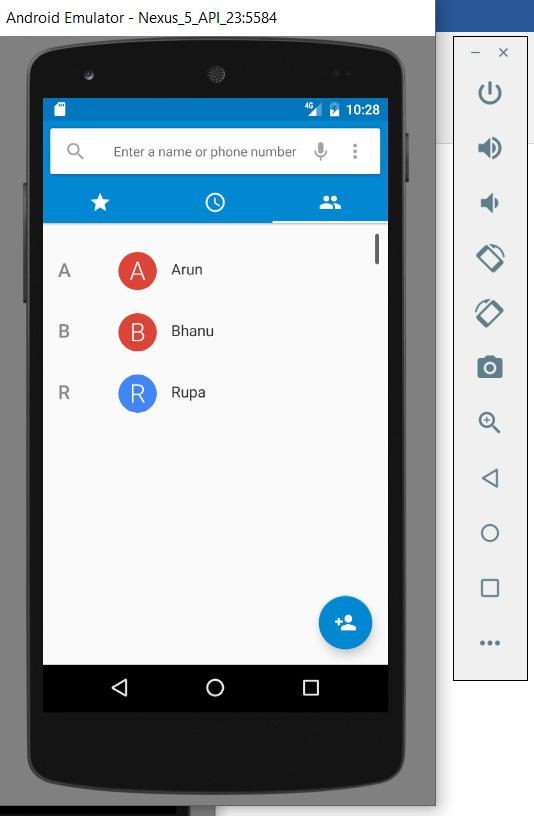 Android Emulator - Nexus_5_API_23:5584
4G 10:28
Enter a name or phone number
A A Arun
B B Bhanu
R R Rupa